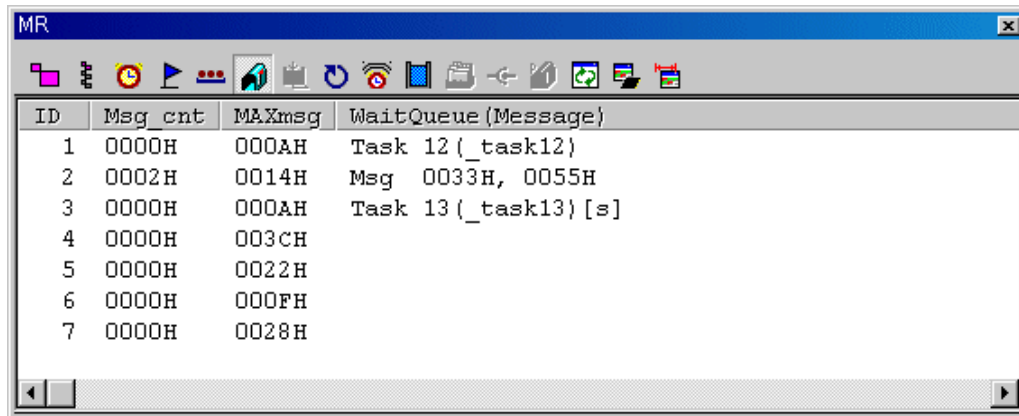 MR
ID Msg_cnt MAXmsg WaitQueue(Message)
1 0000H 000AH Task 12(_task12)
2 0002H 0014H Msg 0033H, 0055H
3 0000H 000AH Task 13(_task13)[s]
4 0000H 003CH
5 0000H 0022H
6 0000H 000FH
7 0000H 0028H